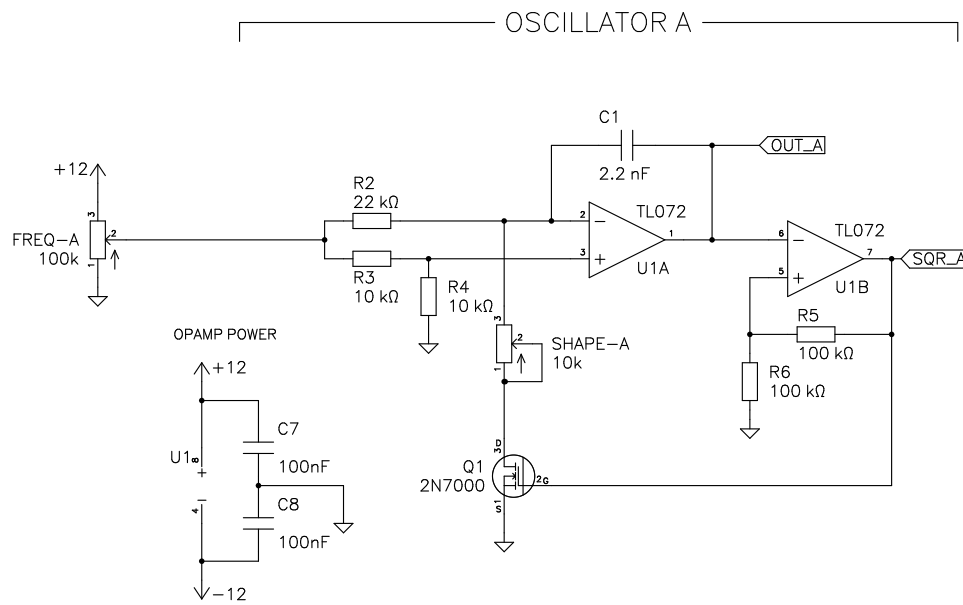 OSCILLATOR A
C1
2.2 nF
OUT_A
+12
3
FREQ-A
100k
2
1
R2
22 kΩ
R3
10 kΩ
R4
10 kΩ
2
3
1
TL072
U1A
6
5
7
TL072
U1B
SQR_A
R5
100 kΩ
R6
100 kΩ
3
2
1
SHAPE-A
10k
OPAMP POWER
+12
C7
100nF
U1
8
+
−
4
C8
100nF
-12
Q1
2N7000
3D
2G
1
S